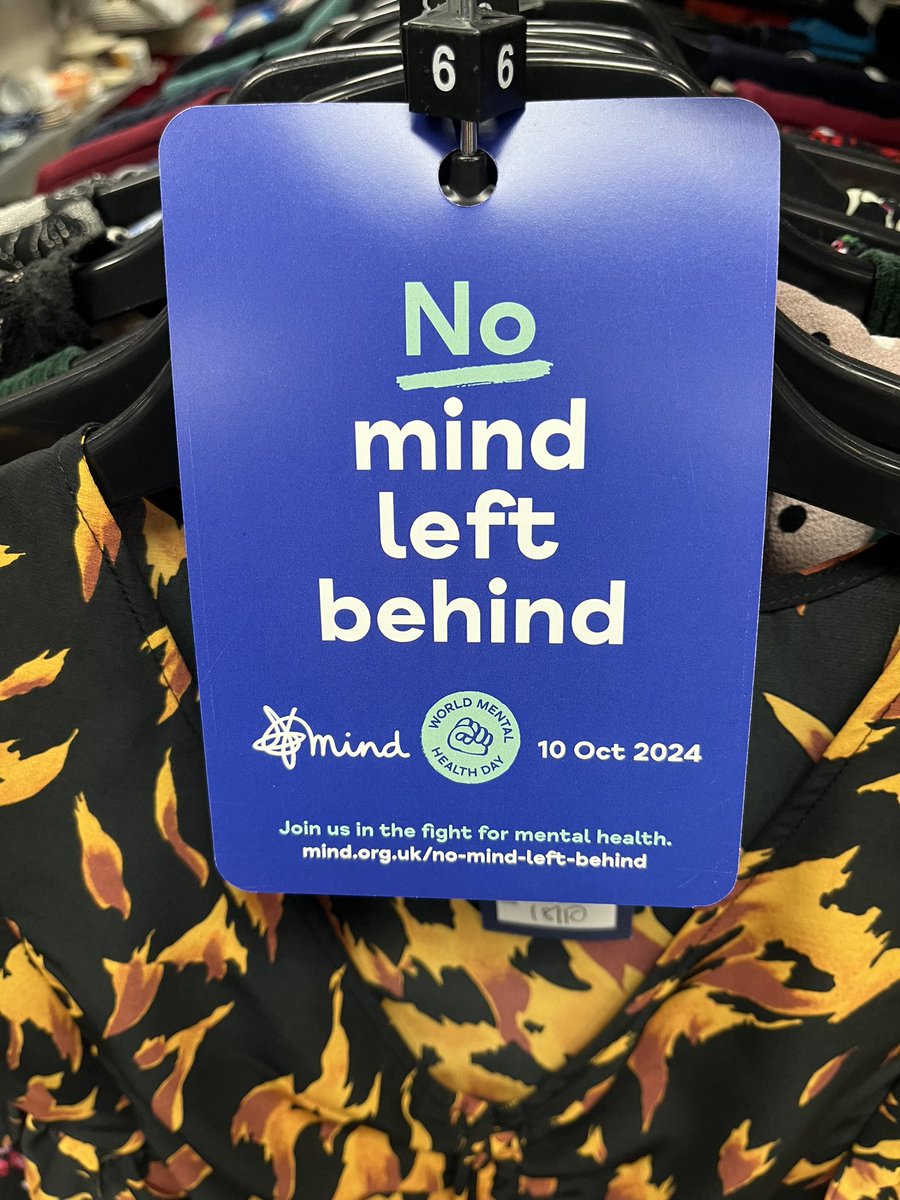 6 6
No
mind
left
behind
mind
WORLD MENTAL
HEALTH DAY
10 Oct 2024
Join us in the fight for mental health.
mind.org.uk/no-mind-left-behind